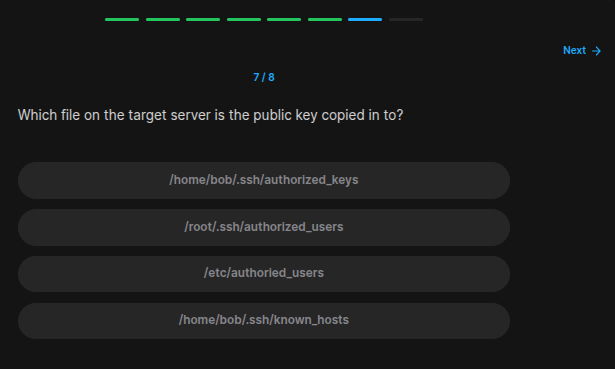 Next →
7 / 8
Which file on the target server is the public key copied in to?
/home/bob/.ssh/authorized_keys
/root/.ssh/authorized_users
/etc/authoried_users
/home/bob/.ssh/known_hosts